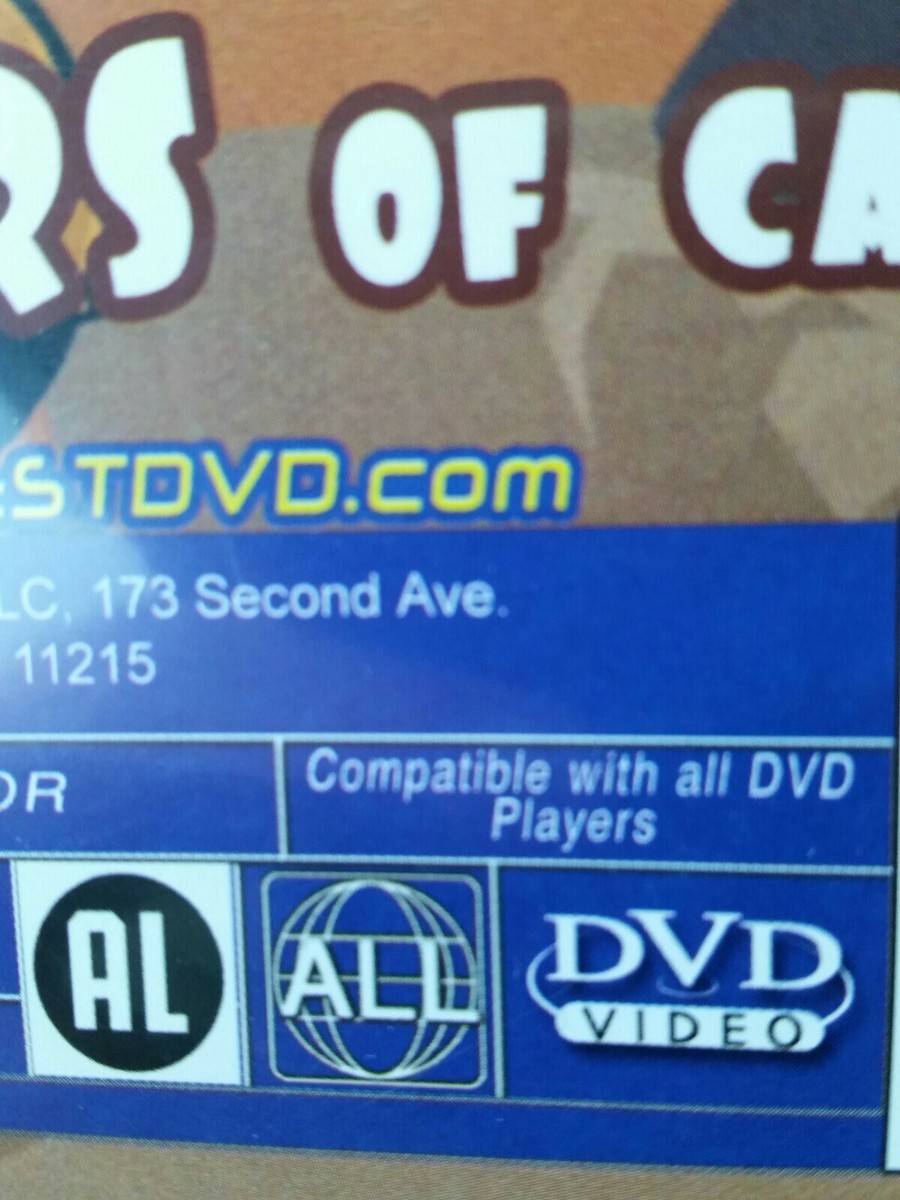 RS OF CA
ESTDVD.com
LC, 173 Second Ave.
11215
OR
Compatible with all DVD
Players
AL
ALL
DVD
VIDEO